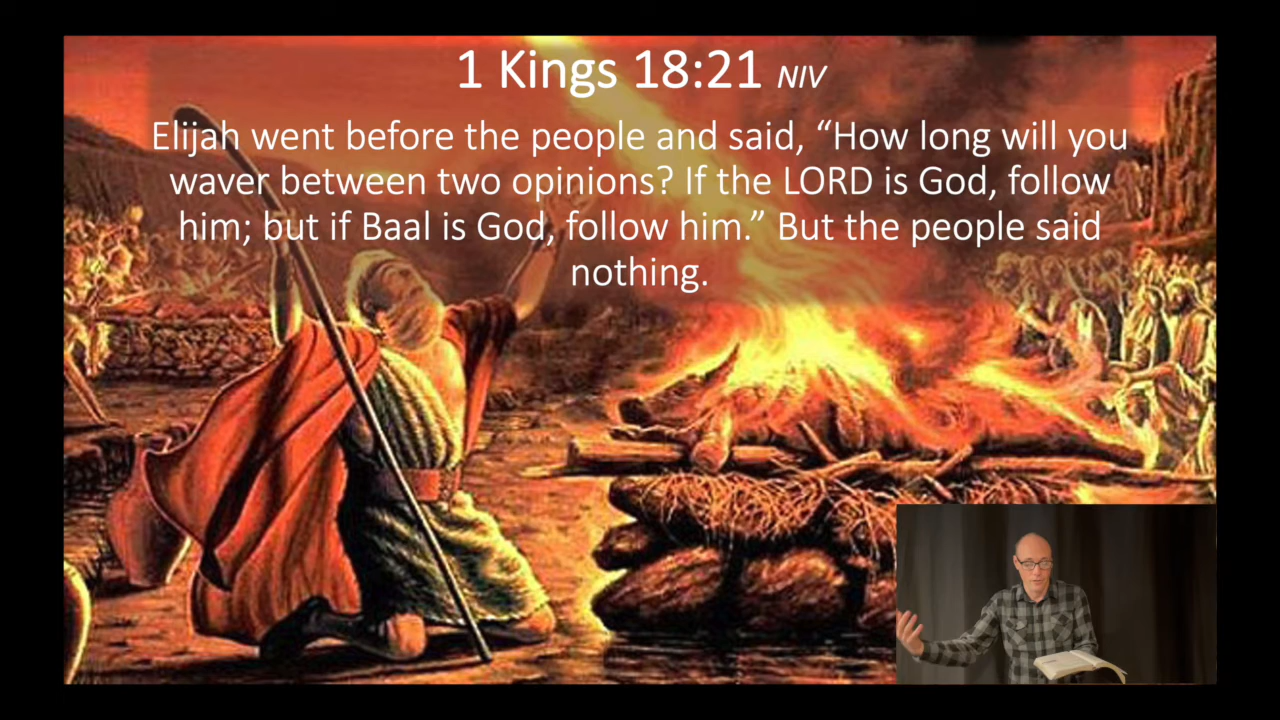 1 Kings 18:21 NIV
Elijah went before the people and said, “How long will you
waver between two opinions? If the LORD is God, follow
him; but if Baal is God, follow him.” But the people said
nothing.